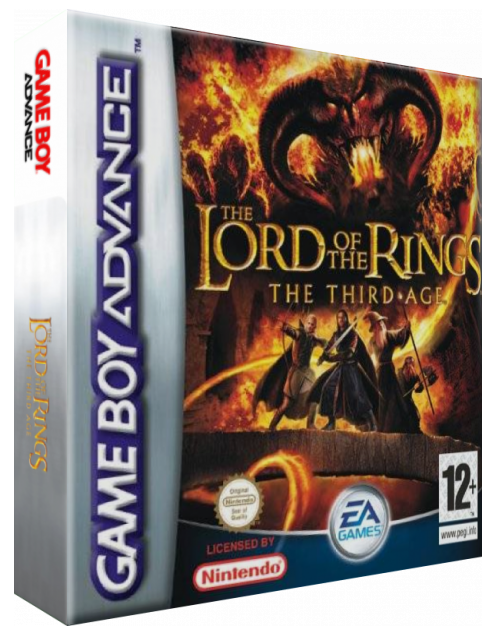 GAME BOY
ADVANCE
THE
LORD OF THE RINGS
THE THIRD AGE
GAME BOY ADVANCE
TM
THE
LORD OF THE RINGS
THE THIRD AGE
Original
Nintendo
Seal of
Quality
LICENSED BY
Nintendo®
EA
GAMES
12+
www.pegi.info